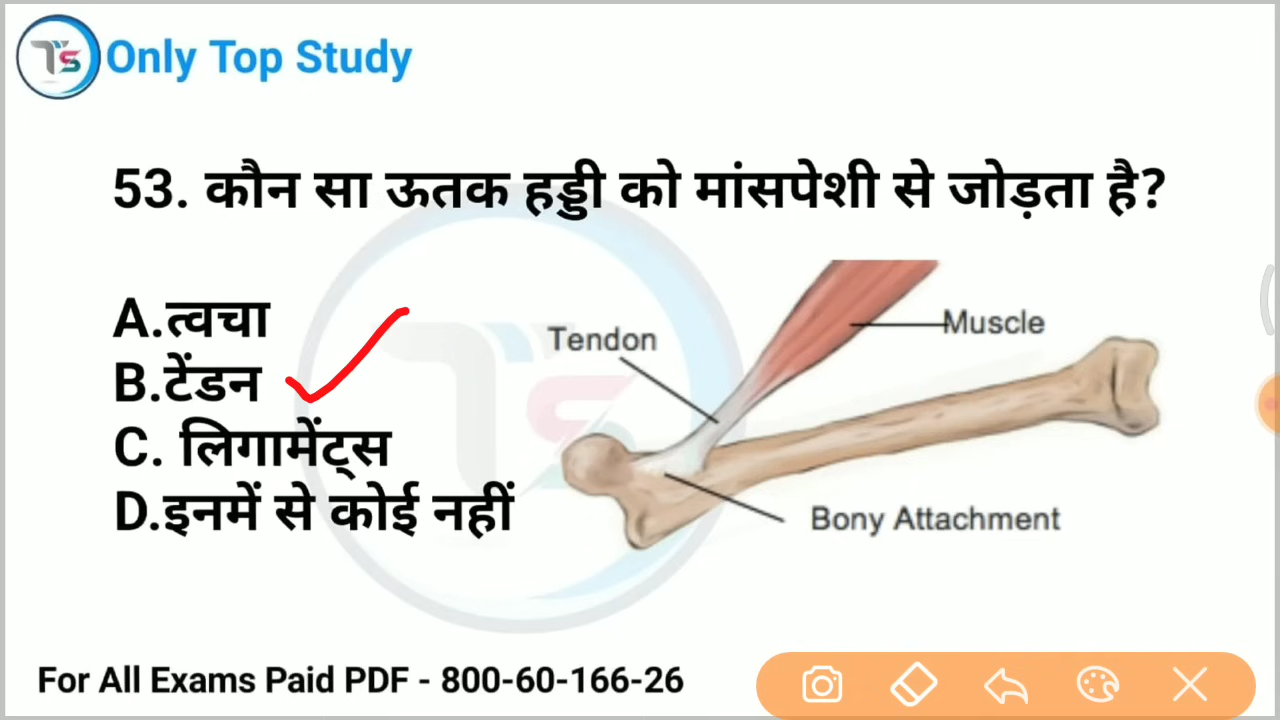 TS Only Top Study
53. कौन सा ऊतक हड्डी को मांसपेशी से जोड़ता है?
A.त्वचा
B.टेंडन
C. लिगामेंट्स
D.इनमें से कोई नहीं
Tendon
Muscle
Bony Attachment
For All Exams Paid PDF - 800-60-166-26